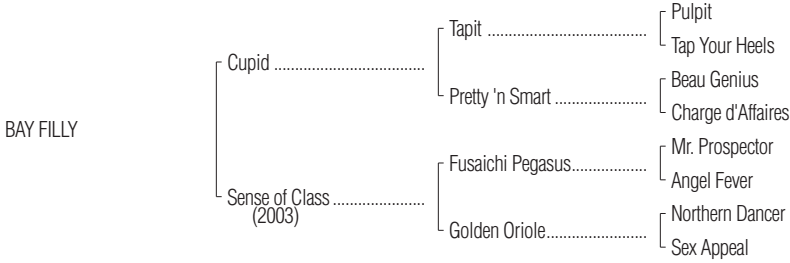 Pulpit
Tapit ....................................
Tap Your Heels
Cupid ..................................
Beau Genius
Pretty 'n Smart .....................
Charge d'Affaires
BAY FILLY
Mr. Prospector
Fusaichi Pegasus.................
Angel Fever
Sense of Class .....................
(2003)
Northern Dancer
Golden Oriole.......................
Sex Appeal